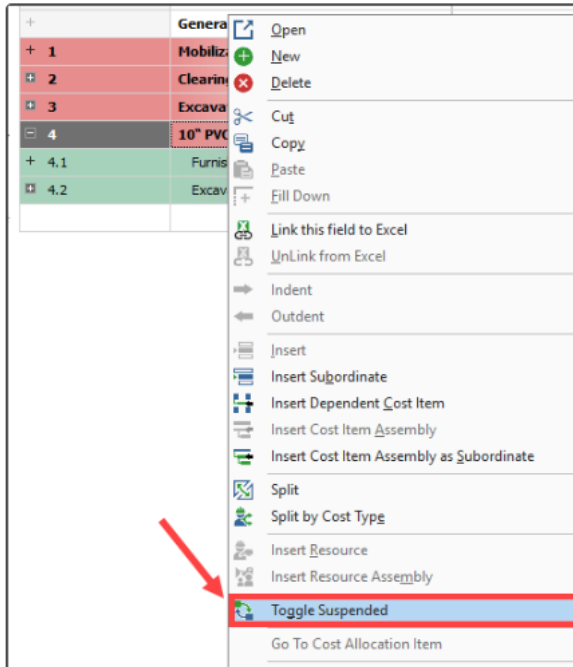 Genera
1 Mobiliz
2 Clearing
3 Excava
4 10" PVC
4.1 Furnis
4.2 Excav
Open
New
Delete
Cut
Copy
Paste
Fill Down
Link this field to Excel
UnLink from Excel
Indent
Outdent
Insert
Insert Subordinate
Insert Dependent Cost Item
Insert Cost Item Assembly
Insert Cost Item Assembly as Subordinate
Split
Split by Cost Type
Insert Resource
Insert Resource Assembly
Toggle Suspended
Go To Cost Allocation Item